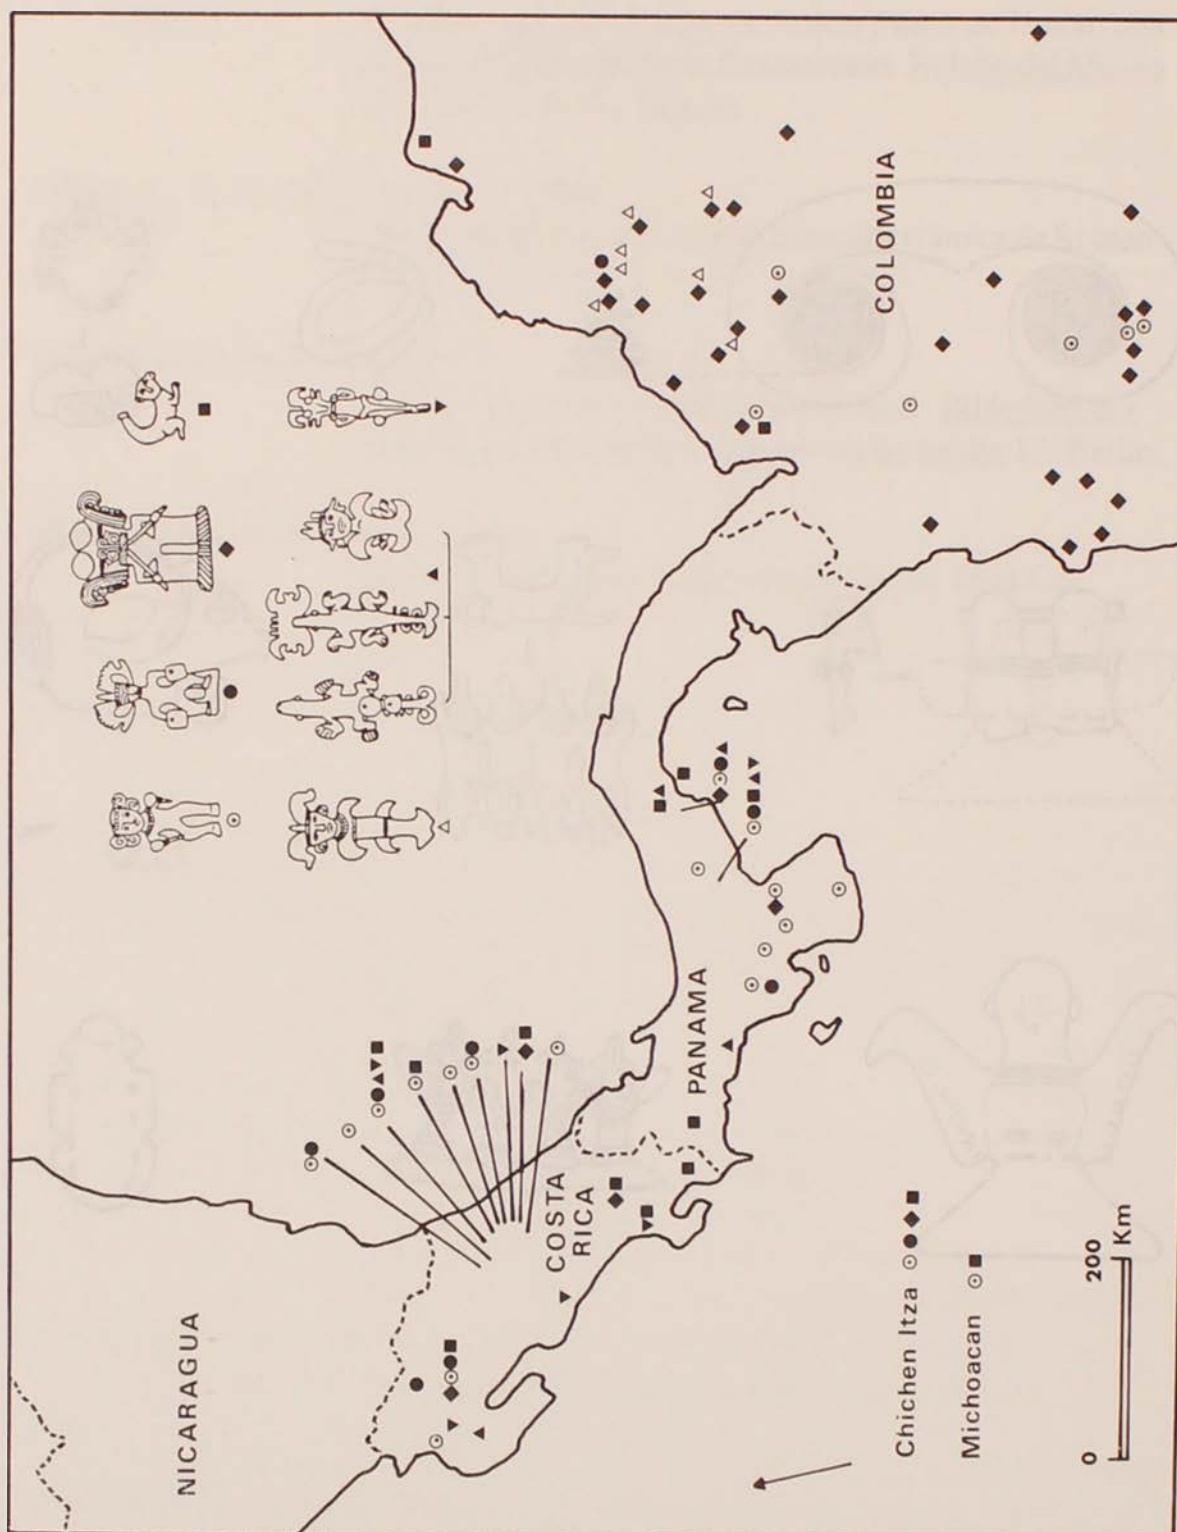 NICARAGUA
COSTA
RICA
PANAMA
COLOMBIA
Chichen Itza
Michoacan
0 200
Km